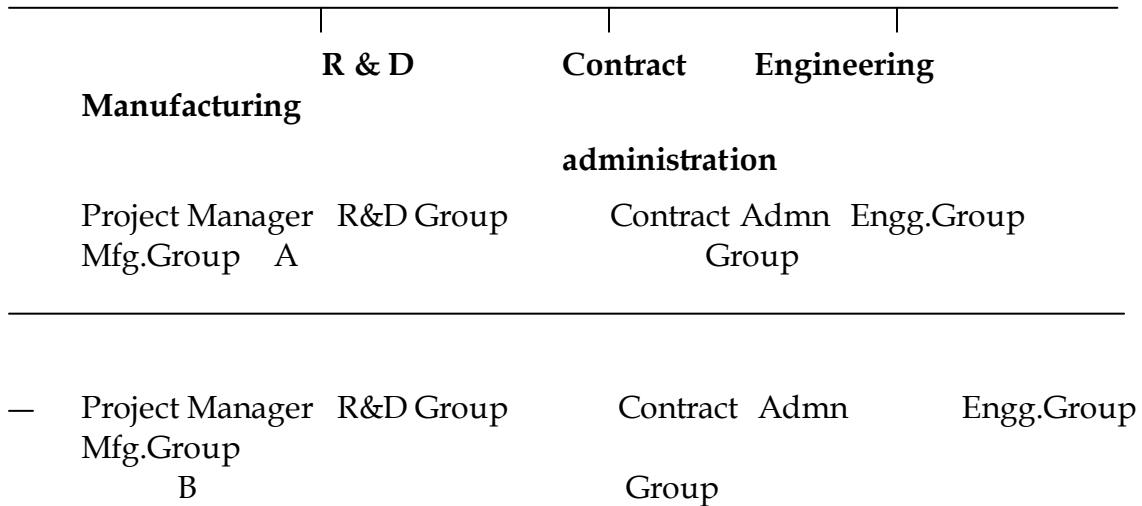 R & D Contract Engineering
Manufacturing
administration
Project Manager R&D Group Contract Admn Engg.Group
Mfg.Group A Group
— Project Manager R&D Group Contract Admn Engg.Group
Mfg.Group
B Group